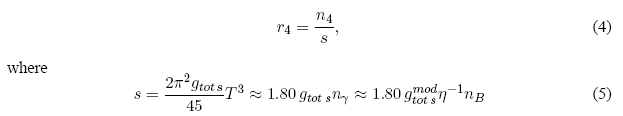 r_4 = \frac{n_4}{s}, (4)
where
s = \frac{2\pi^2 g_{tot\,s}}{45} T^3 \approx 1.80\, g_{tot\,s} n_\gamma \approx 1.80\, g_{tot\,s}^{mod} \eta^{-1} n_B (5)